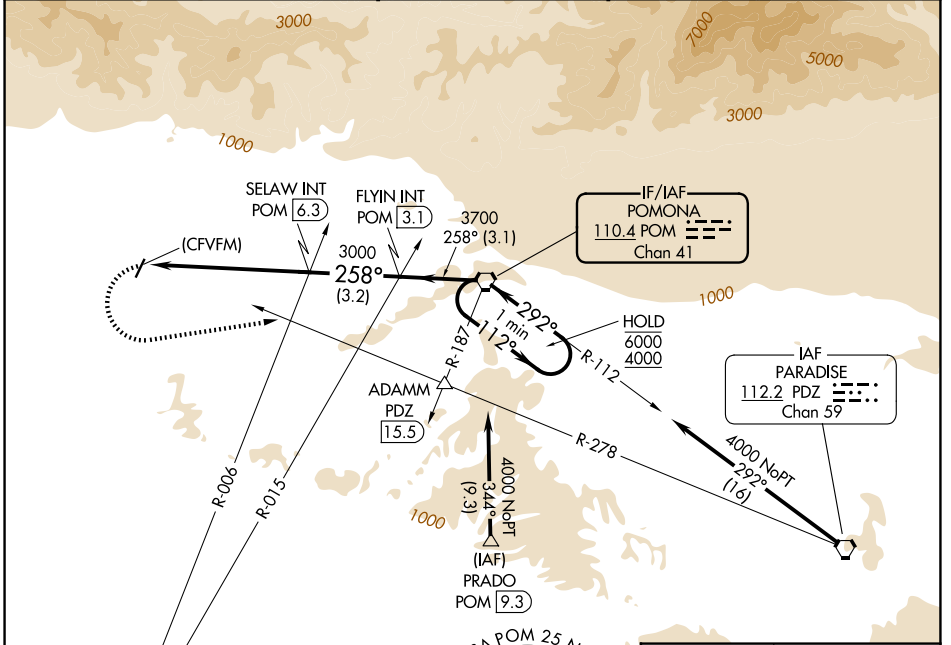 3000
7000
5000
3000
1000
SELAW INT
POM 6.3
FLYIN INT
POM 3.1
3700
258° (3.1)
IF/IAF
POMONA
110.4 POM
Chan 41
(CFVFM)
3000
258°
(3.2)
1000
292°
1 min
112°
HOLD
6000
4000
R-187
R-112
IAF
PARADISE
112.2 PDZ
Chan 59
ADAMM
PDZ
15.5
R-278
4000 NoPT
292°
(16)
R-006
R-015
1000
4000 NoPT
344°
(9.3)
(IAF)
PRADO
POM 9.3
POM 25